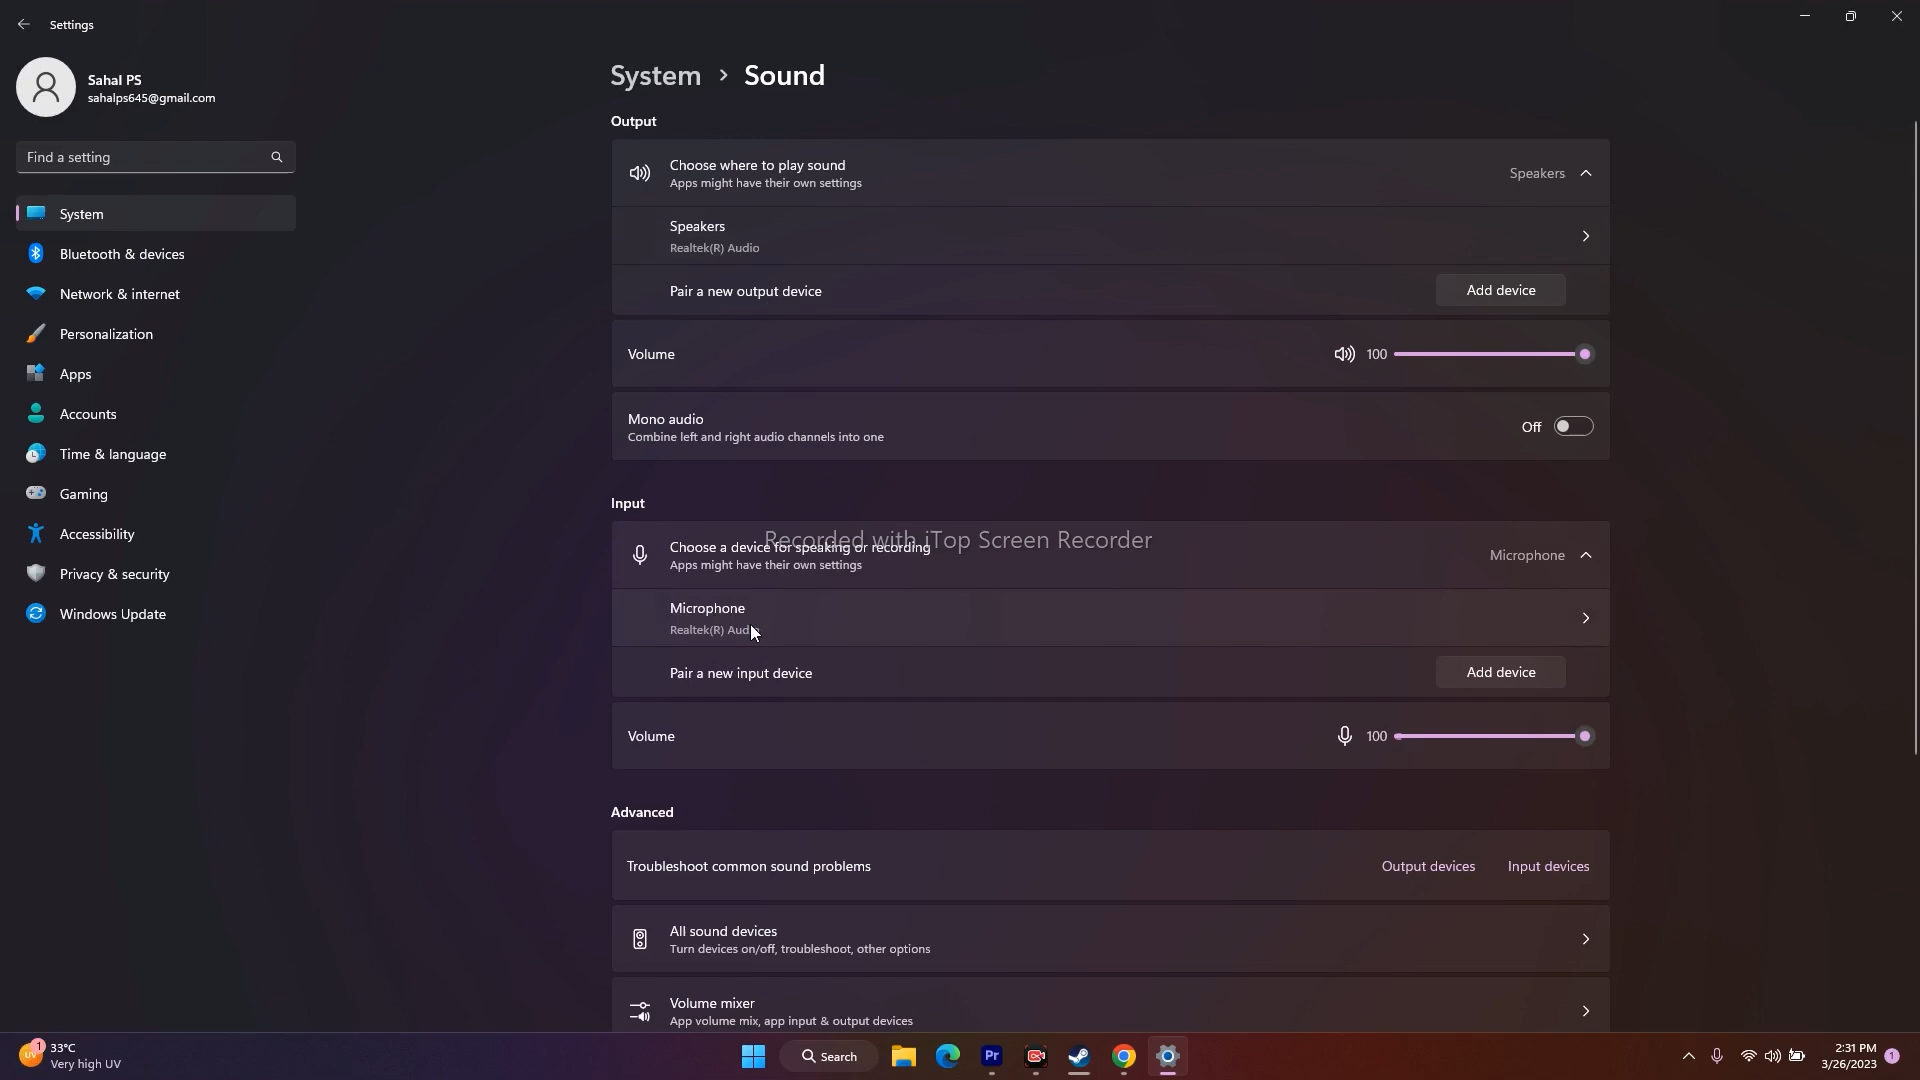 Settings
Sahal PS
sahalps645@gmail.com
Find a setting
System
Bluetooth & devices
Network & internet
Personalization
Apps
Accounts
Time & language
Gaming
Accessibility
Privacy & security
Windows Update
System > Sound
Output
Choose where to play sound
Apps might have their own settings
Speakers
Speakers
Realtek(R) Audio
Pair a new output device
Add device
Volume
100
Mono audio
Combine left and right audio channels into one
Off
Input
Recorded with iTop Screen Recorder
Choose a device for speaking or recording
Apps might have their own settings
Microphone
Microphone
Realtek(R) Audio
Pair a new input device
Add device
Volume
100
Advanced
Troubleshoot common sound problems
Output devices
Input devices
All sound devices
Turn devices on/off, troubleshoot, other options
Volume mixer
App volume mix, app input & output devices
UV
1
33°C
Very high UV
Search
Pr
2:31 PM
3/26/2023
1